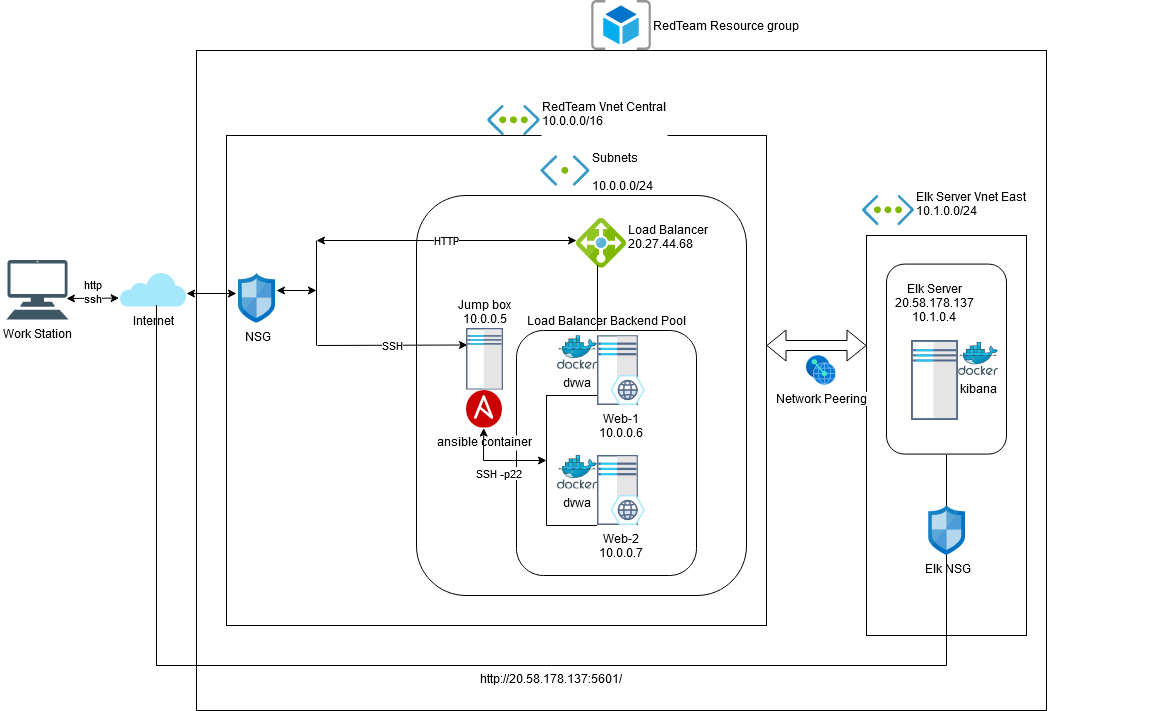 RedTeam Resource group
RedTeam Vnet Central
10.0.0.0/16
Subnets
10.0.0.0/24
Elk Server Vnet East
10.1.0.0/24
Load Balancer
20.27.44.68
HTTP
http
ssh
Work Station
Internet
NSG
Jump box
10.0.0.5
SSH
Load Balancer Backend Pool
docker
dvwa
Web-1
10.0.0.6
ansible container
SSH -p22
docker
dvwa
Web-2
10.0.0.7
Network Peering
Elk Server
20.58.178.137
10.1.0.4
docker
kibana
Elk NSG
http://20.58.178.137:5601/